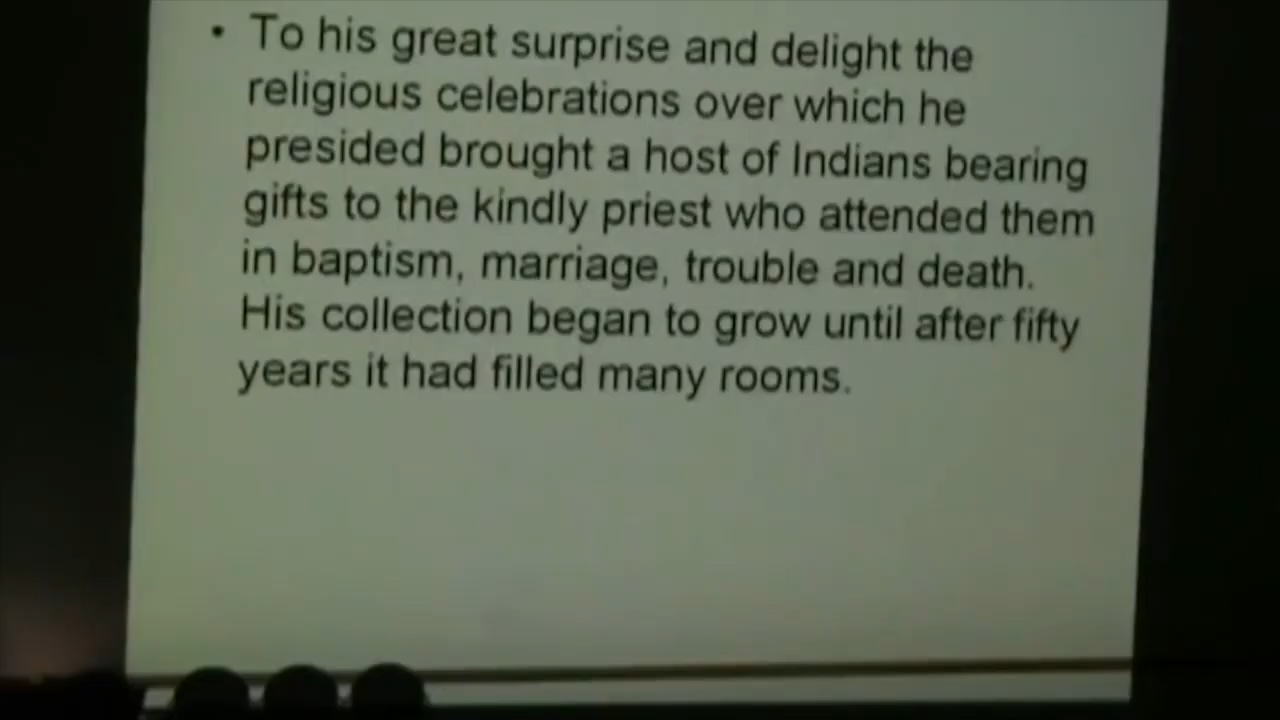 • To his great surprise and delight the
religious celebrations over which he
presided brought a host of Indians bearing
gifts to the kindly priest who attended them
in baptism, marriage, trouble and death.
His collection began to grow until after fifty
years it had filled many rooms.